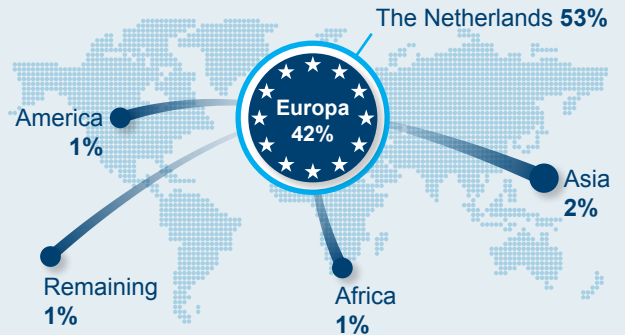 The Netherlands 53%
Europa
42%
America
1%
Asia
2%
Remaining
1%
Africa
1%